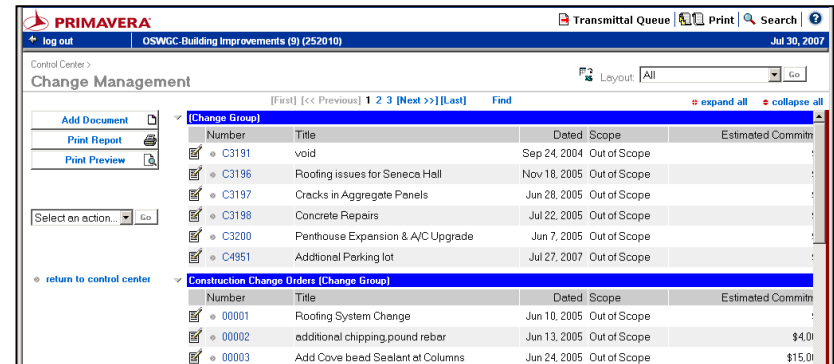 PRIMAVERA Transmittal Queue Print Search
log out OSWGC-Building Improvements (9) (252010) Jul 30, 2007
Control Center >
Change Management Layout: All Go
[First] [<< Previous] 1 2 3 [Next >>] [Last] Find expand all collapse all
Add Document
Print Report
Print Preview
Select an action... Go
return to control center
(Change Group)
Number Title Dated Scope Estimated Commitm
C3191 void Sep 24, 2004 Out of Scope
C3196 Roofing issues for Seneca Hall Nov 18, 2005 Out of Scope
C3197 Cracks in Aggregate Panels Jun 28, 2005 Out of Scope
C3198 Concrete Repairs Jul 22, 2005 Out of Scope
C3200 Penthouse Expansion & A/C Upgrade Jun 7, 2005 Out of Scope
C4951 Addtional Parking lot Jul 27, 2007 Out of Scope
Construction Change Orders (Change Group)
Number Title Dated Scope Estimated Commitm
00001 Roofing System Change Jun 10, 2005 Out of Scope
00002 additional chipping,pound rebar Jun 13, 2005 Out of Scope $4,00
00003 Add Cove bead Sealant at Columns Jun 24, 2005 Out of Scope $15,00